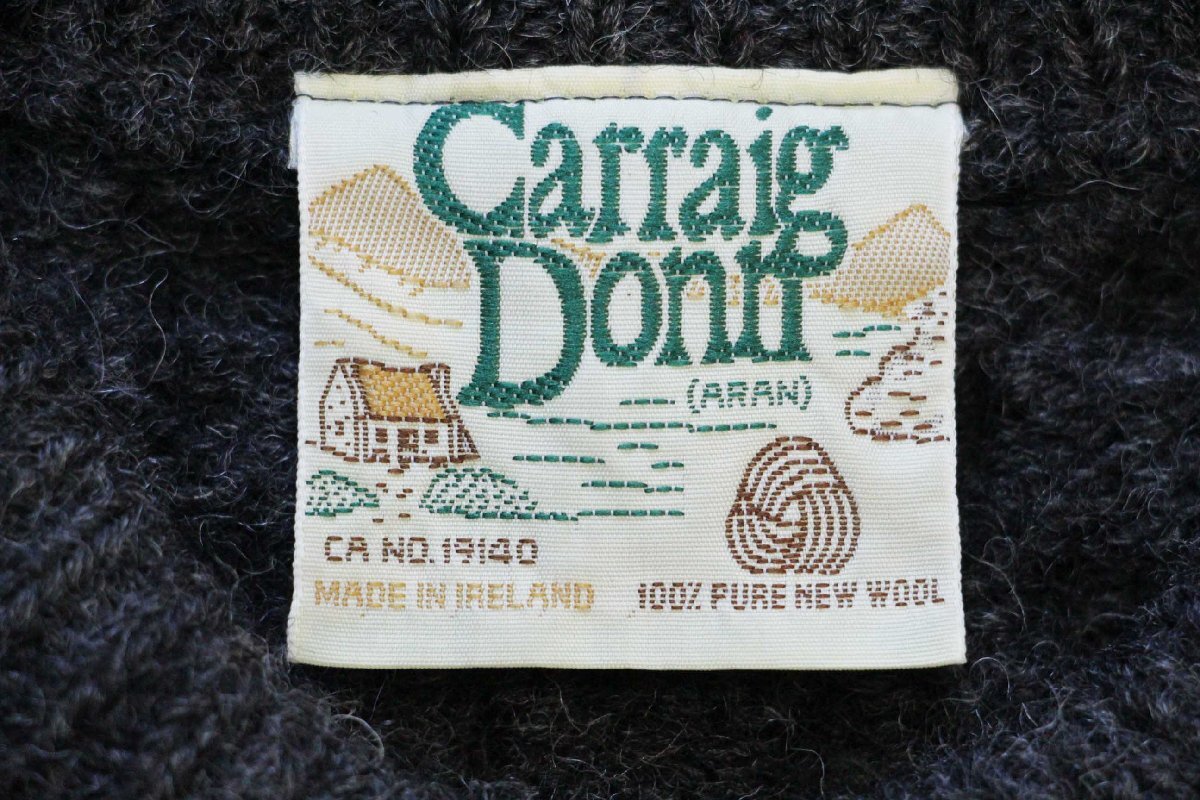 Carraig
Donn
(ARAN)
CA NO. 19140
MADE IN IRELAND
100% PURE NEW WOOL